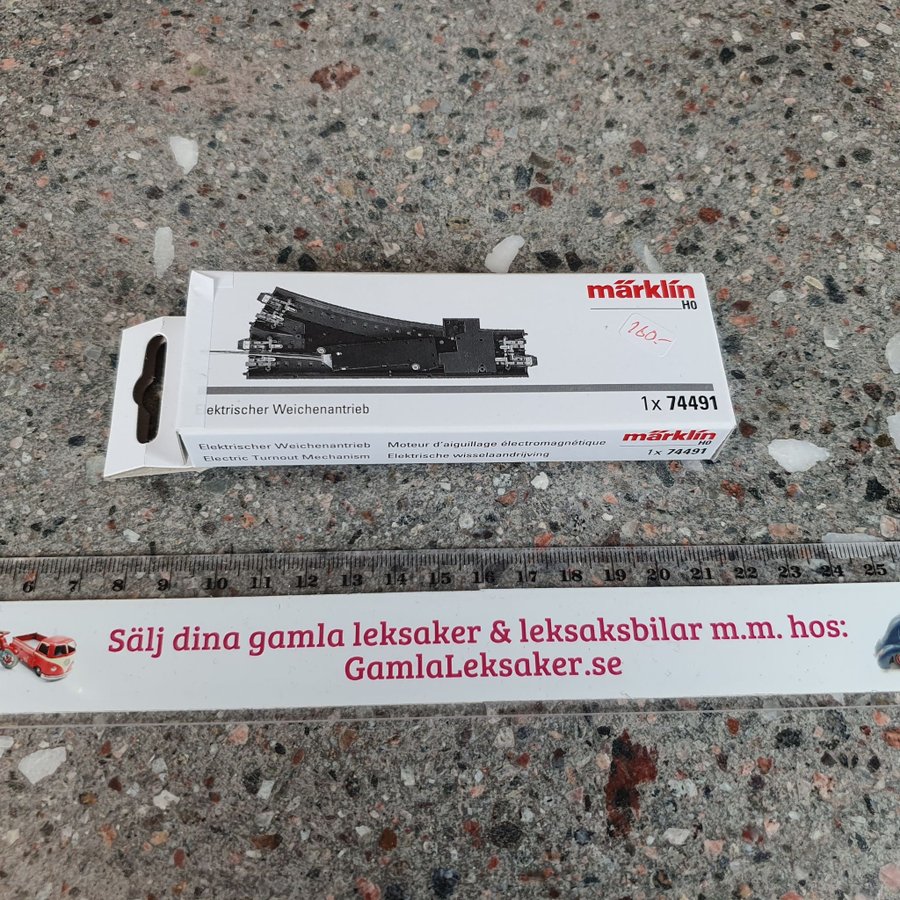 märklin
H0
260.-
Elektrischer Weichenantrieb
1x 74491
Elektrischer Weichenantrieb
Moteur d'aiguillage électromagnétique
märklin
H0
Electric Turnout Mechanism
Elektrische wisselaandrijving
1x 74491
6 7 8 9 10 11 12 13 14 15 16 17 18 19 20 21 22 23 24 25
Sälj dina gamla leksaker & leksaksbilar m.m. hos:
GamlaLeksaker.se